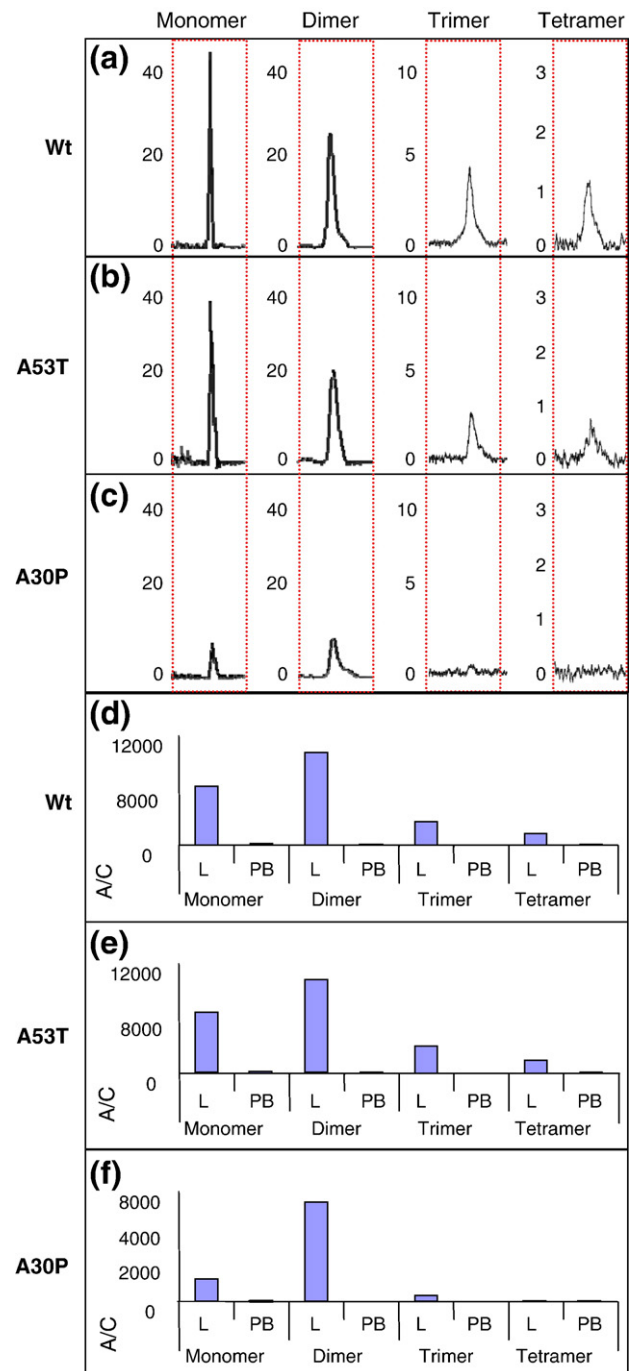 Monomer Dimer Trimer Tetramer
(a) 40 40 10 3
2
Wt 20 20 5
1
0 0 0 0
(b) 40 40 10 3
2
A53T 20 20 5
1
0 0 0 0
(c) 40 40 10 3
2
A30P 20 20 5
1
0 0 0 0
(d)
12000
Wt 8000
0
A/C L PB L PB L PB L PB
Monomer Dimer Trimer Tetramer
(e)
12000
A53T 8000
0
A/C L PB L PB L PB L PB
Monomer Dimer Trimer Tetramer
(f) 8000
4000
A30P 2000
0
A/C L PB L PB L PB L PB
Monomer Dimer Trimer Tetramer